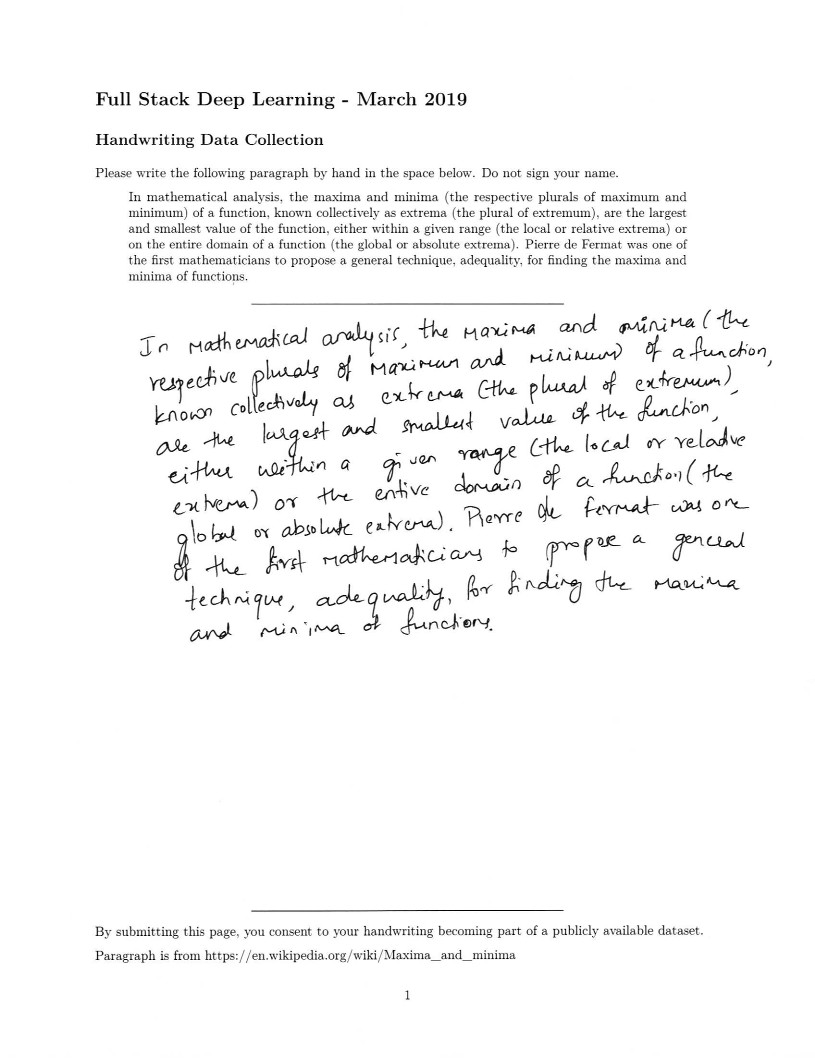 Full Stack Deep Learning - March 2019
Handwriting Data Collection
Please write the following paragraph by hand in the space below. Do not sign your name.
In mathematical analysis, the maxima and minima (the respective plurals of maximum and
minimum) of a function, known collectively as extrema (the plural of extremum), are the largest
and smallest value of the function, either within a given range (the local or relative extrema) or
on the entire domain of a function (the global or absolute extrema). Pierre de Fermat was one of
the first mathematicians to propose a general technique, adequality, for finding the maxima and
minima of functions.
In mathematical analysis, the maxima and minima (the
respective plurals of maximum and minimum) of a function,
known collectively as extrema (the plural of extremum),
are the largest and smallest value of the function,
either within a given range (the local or relative
extrema) or the entire domain of a function (the
global or absolute extrema). Pierre de fermat was one
of the first mathematicians to propose a general
technique, adequality, for finding the maxima
and minima of functions.
By submitting this page, you consent to your handwriting becoming part of a publicly available dataset.
Paragraph is from https://en.wikipedia.org/wiki/Maxima_and_minima
1